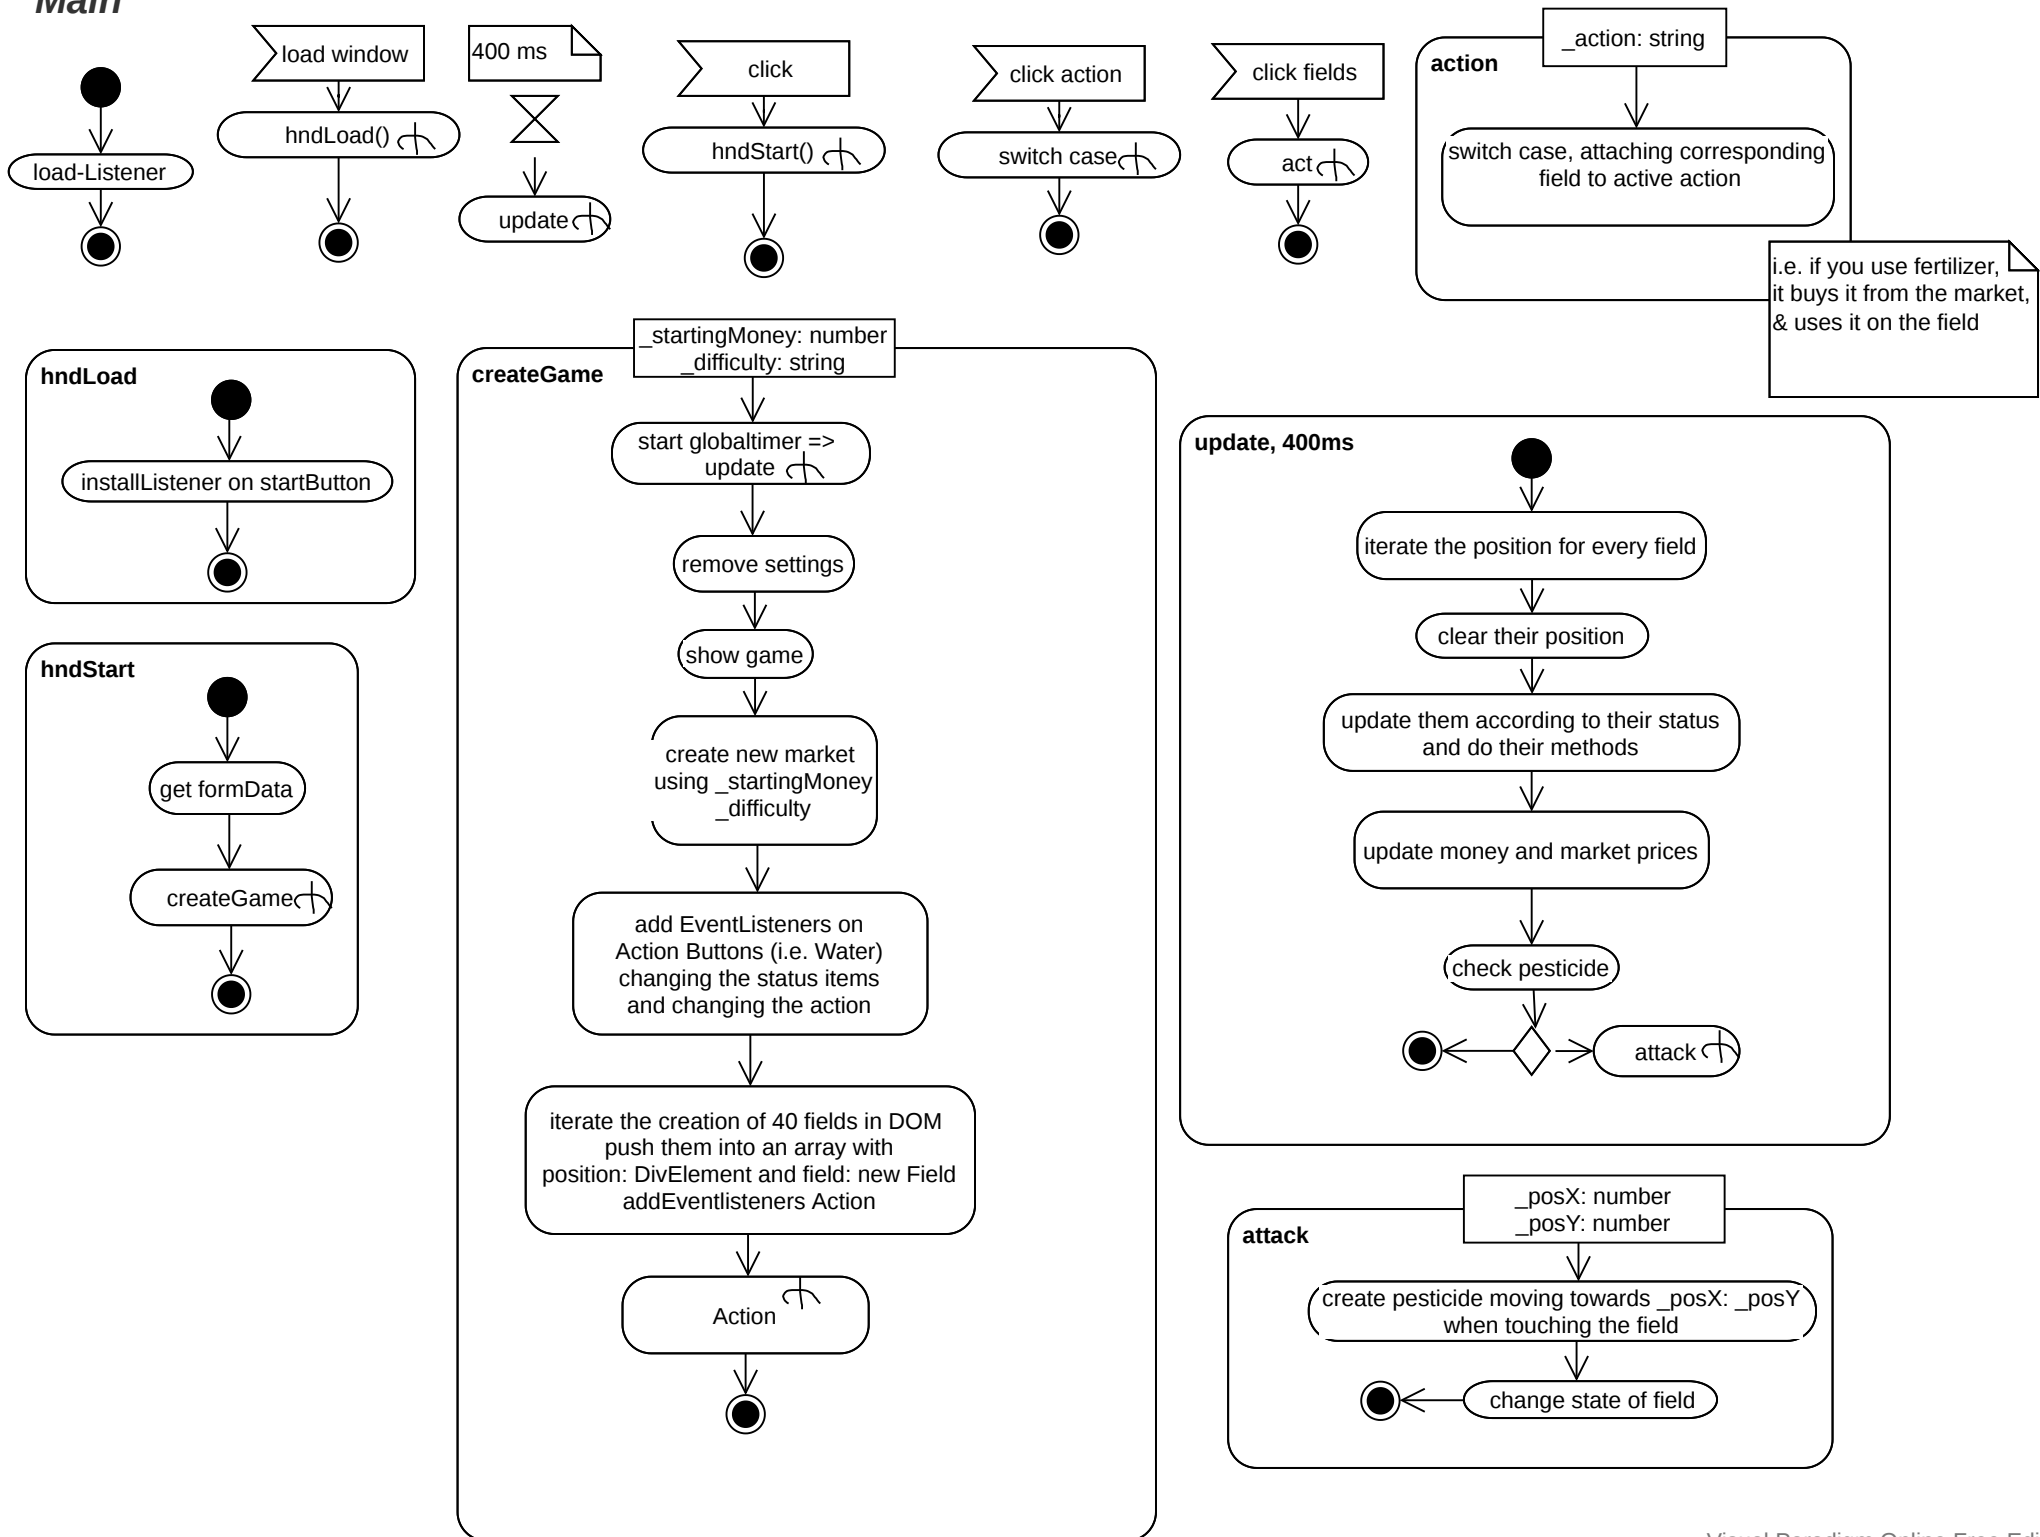 Main
load window
400 ms
click
click action
click fields
_action: string
action
load-Listener
hndLoad()
update
hndStart()
switch case
act
switch case, attaching corresponding
field to active action
i.e. if you use fertilizer,
it buys it from the market,
& uses it on the field
hndLoad
installListener on startButton
hndStart
get formData
createGame
_startingMoney: number
_difficulty: string
createGame
start globaltimer =>
update
remove settings
show game
create new market
using _startingMoney
_difficulty
add EventListeners on
Action Buttons (i.e. Water)
changing the status items
and changing the action
iterate the creation of 40 fields in DOM
push them into an array with
position: DivElement and field: new Field
addEventlisteners Action
Action
update, 400ms
iterate the position for every field
clear their position
update them according to their status
and do their methods
update money and market prices
check pesticide
attack
_posX: number
_posY: number
attack
create pesticide moving towards _posX: _posY
when touching the field
change state of field